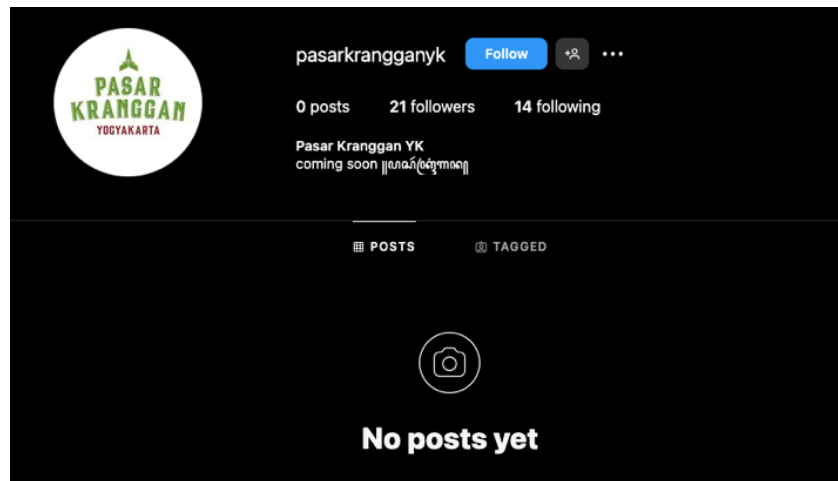 PASAR
KRANGGAN
YOGYAKARTA
pasarkrangganyk
Follow
0 posts 21 followers 14 following
Pasar Kranggan YK
coming soon
POSTS TAGGED
No posts yet